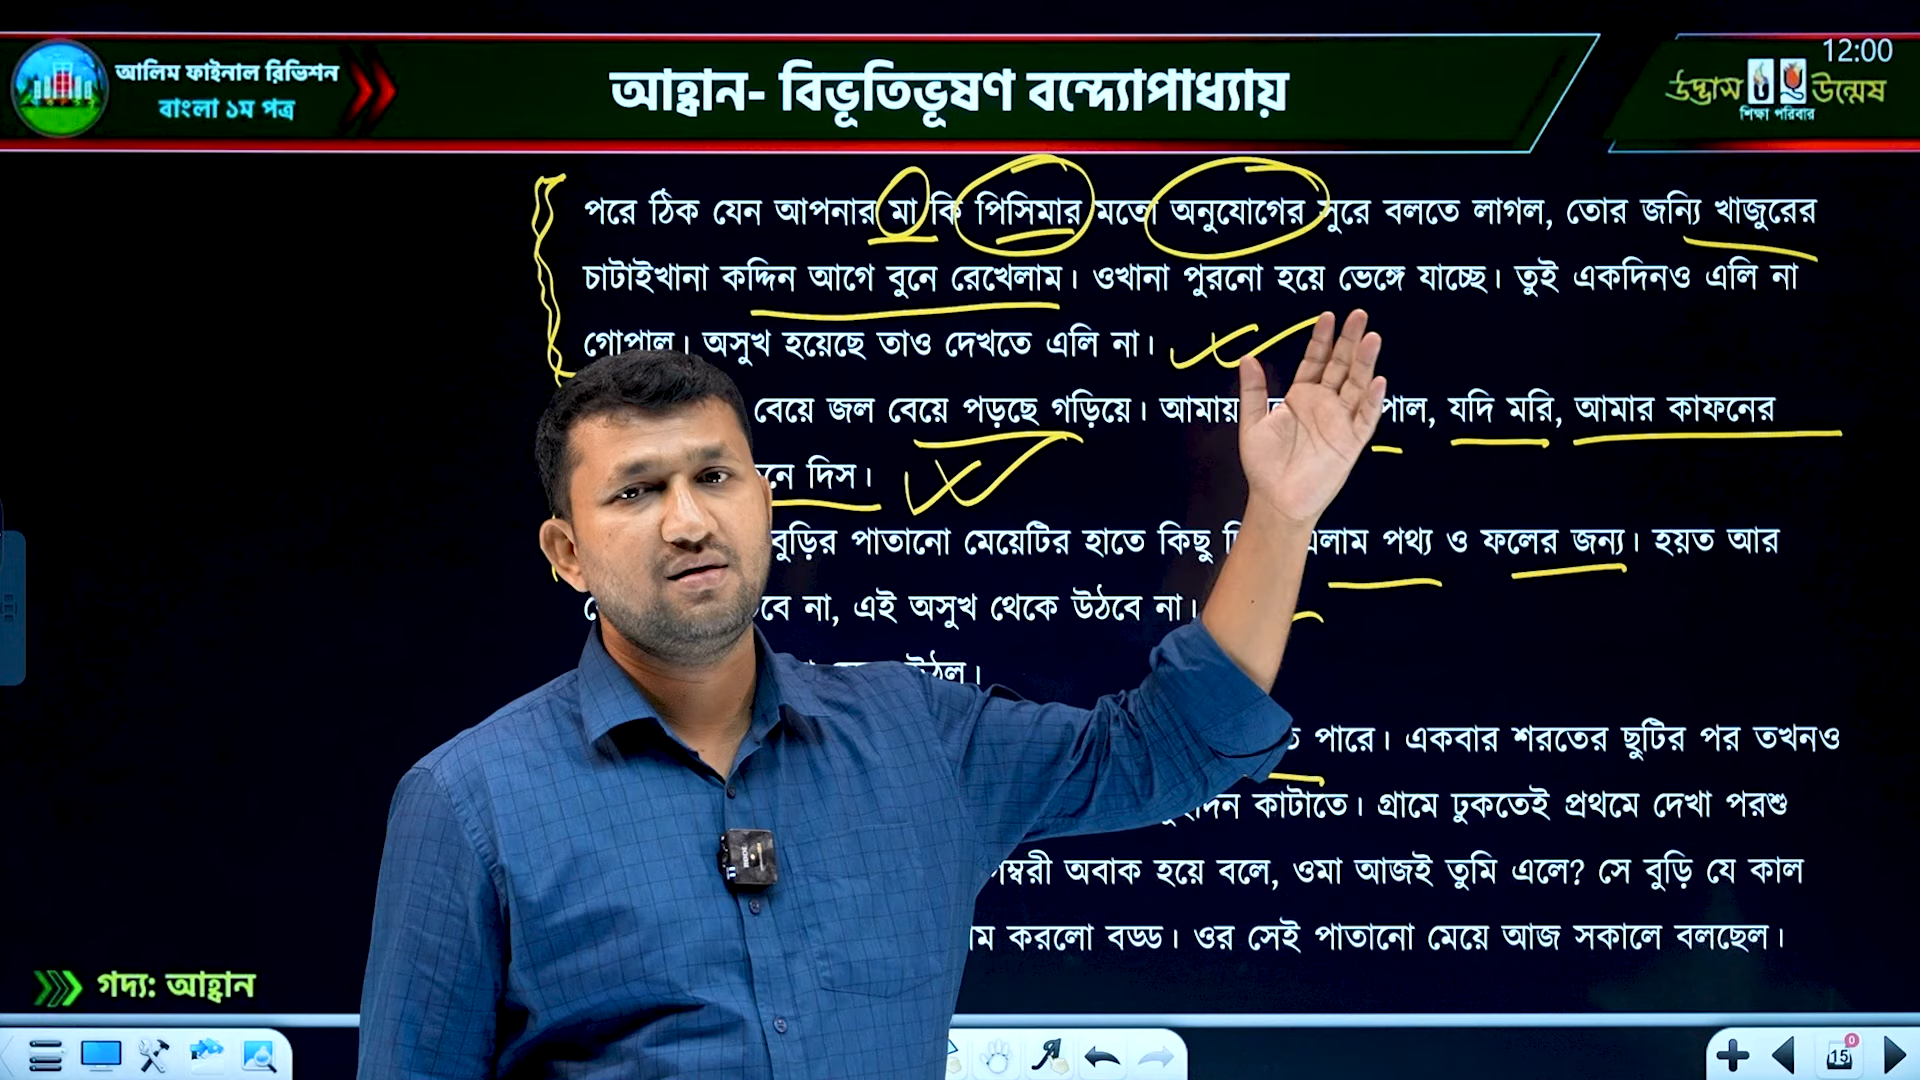 12:00
আলিম ফাইনাল রিভিশন
বাংলা ১ম পত্র
আহ্বান- বিভূতিভূষণ বন্দ্যোপাধ্যায়
উদ্ভাস উন্মেষ
শিক্ষা পরিবার
পরে ঠিক যেন আপনার মা কি পিসিমার মতো অনুযোগের সুরে বলতে লাগল, তোর জন্যি খাজুরের
চাটাইখানা কদ্দিন আগে বুনে রেখেলাম। ওখানা পুরনো হয়ে ভেঙ্গে যাচ্ছে। তুই একদিনও এলি না
গোপাল। অসুখ হয়েছে তাও দেখতে এলি না।
বেয়ে জল বেয়ে পড়ছে গড়িয়ে। আমায় যদি মরি, আমার কাফনের
দিস।
বুড়ির পাতানো মেয়েটির হাতে কিছু পথ্য ও ফলের জন্য। হয়ত আর
না, এই অসুখ থেকে উঠবে না।
পারে। একবার শরতের ছুটির পর তখনও
কাটাতে। গ্রামে ঢুকতেই প্রথমে দেখা পরশু
অবাক হয়ে বলে, ওমা আজই তুমি এলে? সে বুড়ি যে কাল
করলো বড্ড। ওর সেই পাতানো মেয়ে আজ সকালে বলছেল।
গদ্য: আহ্বান
15
0